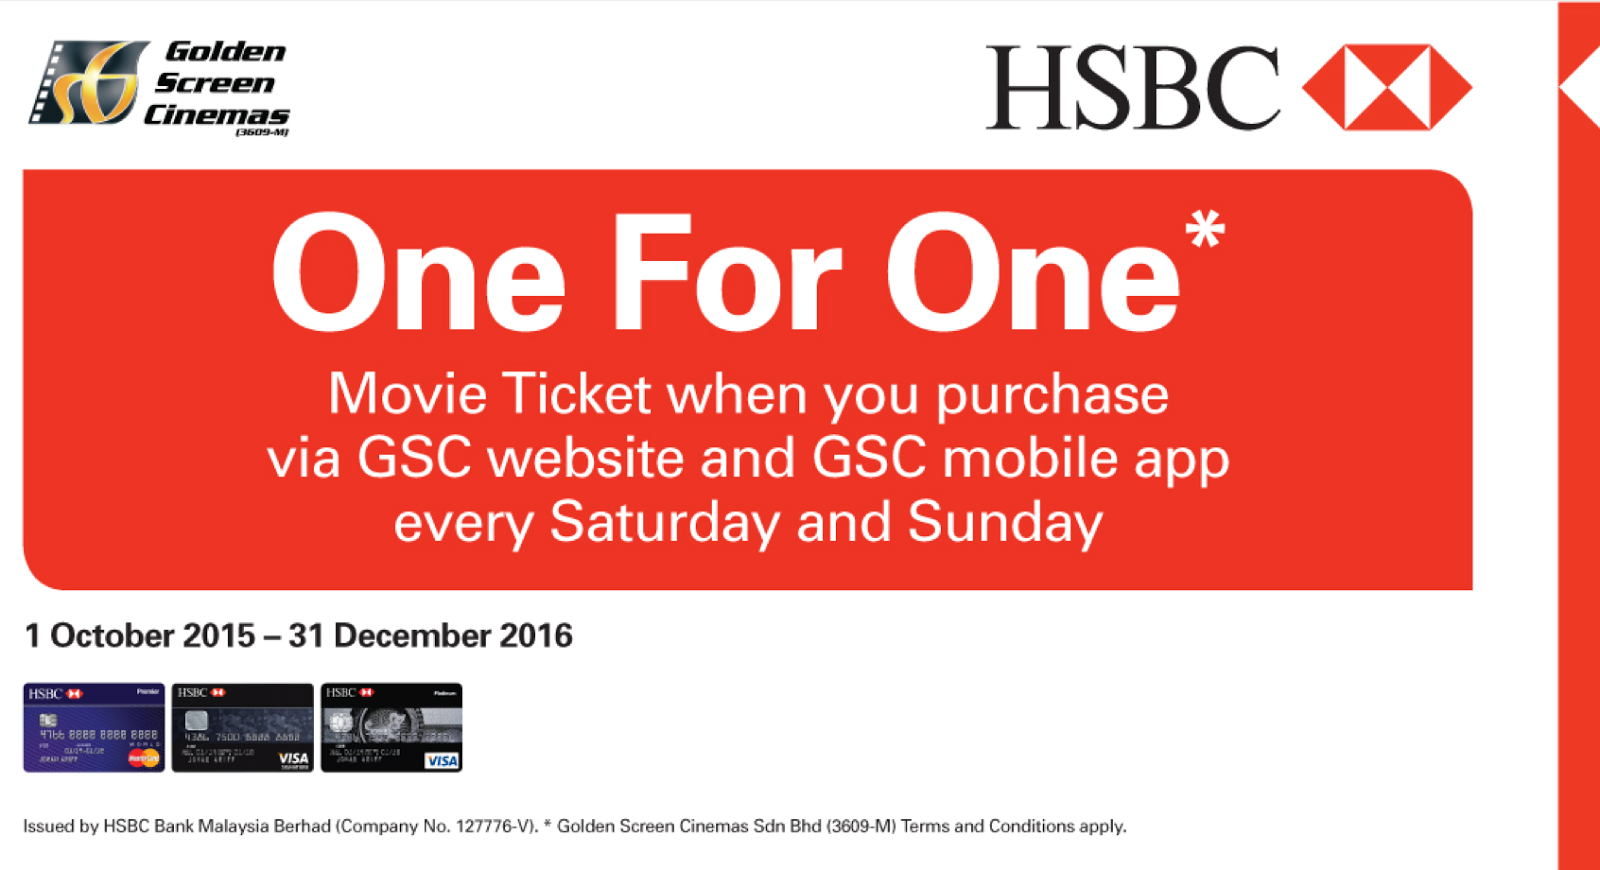 Golden
Screen
Cinemas
(3609-M)
HSBC
One For One*
Movie Ticket when you purchase
via GSC website and GSC mobile app
every Saturday and Sunday
1 October 2015 – 31 December 2016
HSBC Premier
HSBC
HSBC Platinum
VISA
VISA
Issued by HSBC Bank Malaysia Berhad (Company No. 127776-V). * Golden Screen Cinemas Sdn Bhd (3609-M) Terms and Conditions apply.